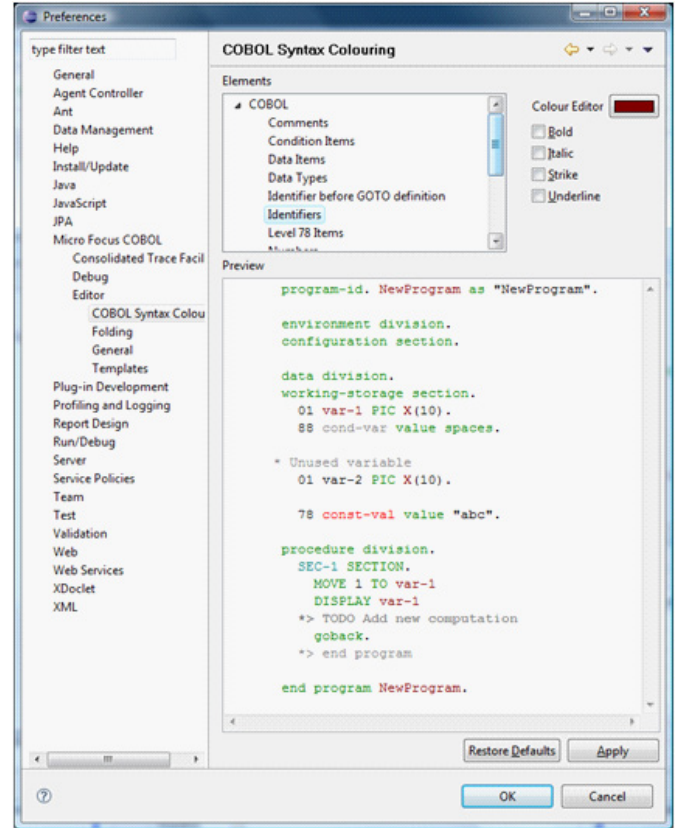 Preferences
type filter text
General
Agent Controller
Ant
Data Management
Help
Install/Update
Java
JavaScript
JPA
Micro Focus COBOL
Consolidated Trace Facil
Debug
Editor
COBOL Syntax Colou
Folding
General
Templates
Plug-in Development
Profiling and Logging
Report Design
Run/Debug
Server
Service Policies
Team
Test
Validation
Web
Web Services
XDoclet
XML
COBOL Syntax Colouring
Elements
COBOL
Comments
Condition Items
Data Items
Data Types
Identifier before GOTO definition
Identifiers
Level 78 Items
Colour Editor
Bold
Italic
Strike
Underline
Preview
program-id. NewProgram as "NewProgram".
environment division.
configuration section.
data division.
working-storage section.
01 var-1 PIC X(10).
88 cond-var value spaces.
* Unused variable
01 var-2 PIC X(10).
78 const-val value "abc".
procedure division.
SEC-1 SECTION.
MOVE 1 TO var-1
DISPLAY var-1
*> TODO Add new computation
goback.
*> end program
end program NewProgram.
Restore Defaults
Apply
OK
Cancel